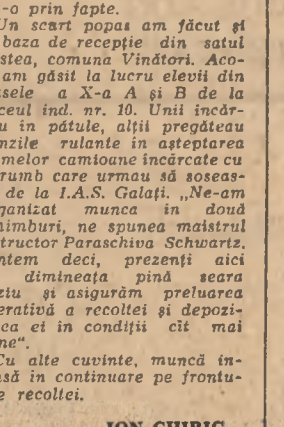 -o prin fapte.
Un scurt popas am făcut și
baza de recepție din satul
stea, comuna Vînători. Aco-
am găsit la lucru elevii din
sele a X-a A și B de la
ceul ind. nr. 10. Unii încăr-
u în pătule, alții pregăteau
nzile rulante în așteptarea
melor camioane încărcate cu
rumb care urmau să soseas-
de la I.A.S. Galați. „Ne-am
ganizat munca în două
himburi, ne spunea maistrul
tructor Paraschiva Schwartz.
ntem deci, prezenți aici
dimineața pînă seara
ziu și asigurăm preluarea
erativă a recoltei și depozi-
ea ei în condiții cît mai
ne“.
Cu alte cuvinte, muncă in-
să în continuare pe frontu-
e recoltei.
ION CHIRIC